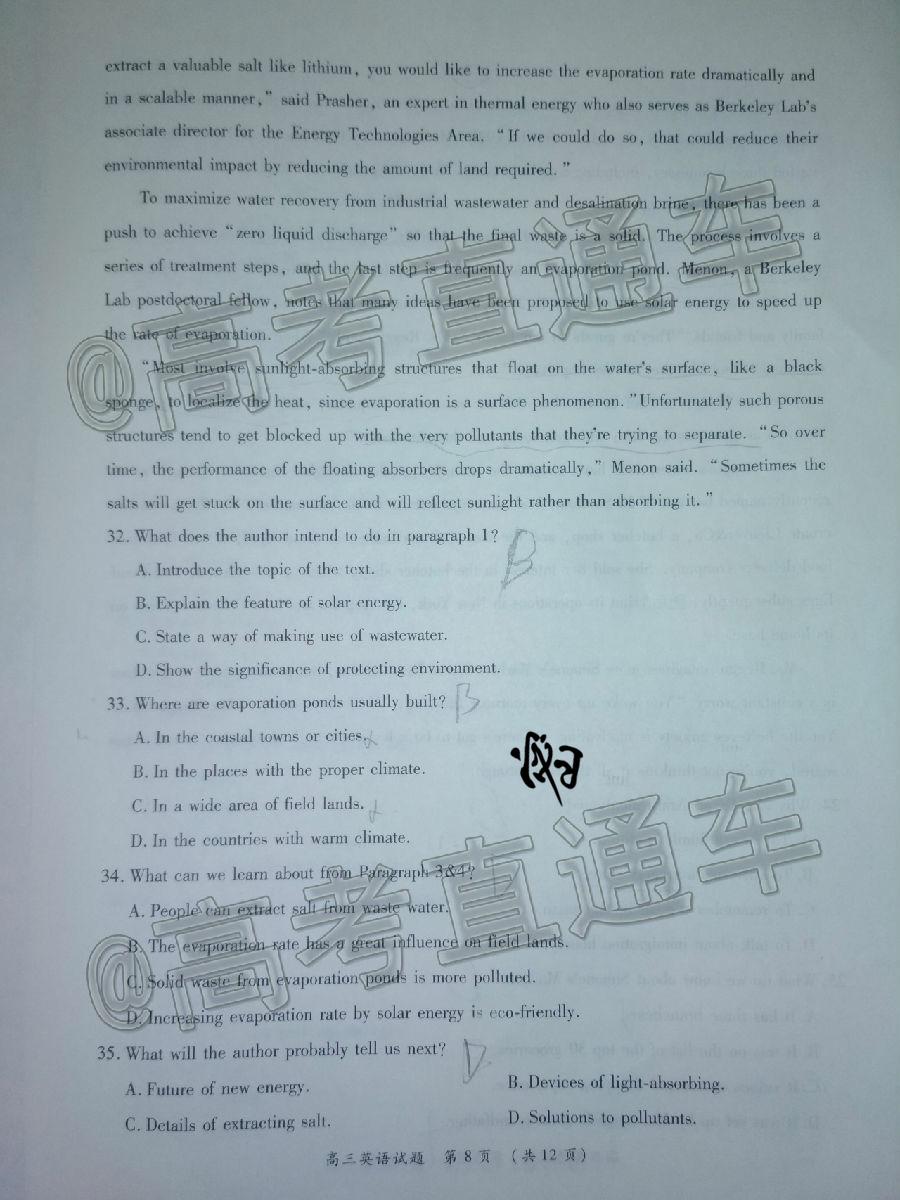 extract a valuable salt like lithium, you would like to increase the evaporation rate dramatically and
in a scalable manner," said Prasher, an expert in thermal energy who also serves as Berkeley Lab's
associate director for the Energy Technologies Area. "If we could do so, that could reduce their
environmental impact by reducing the amount of land required."
To maximize water recovery from industrial wastewater and desalination brine, there has been a
push to achieve "zero liquid discharge" so that the final waste is a solid. The process involves a
series of treatment steps, and the last step is frequently an evaporation pond. Menon, a Berkeley
Lab postdoctoral fellow, notes that many ideas have been proposed to use solar energy to speed up
the rate of evaporation.
"Most involve sunlight-absorbing structures that float on the water's surface, like a black
sponge, to localize the heat, since evaporation is a surface phenomenon."Unfortunately such porous
structures tend to get blocked up with the very pollutants that they're trying to separate. "So over
time, the performance of the floating absorbers drops dramatically," Menon said. "Sometimes the
salts will get stuck on the surface and will reflect sunlight rather than absorbing it."
@高考直通车
32. What does the author intend to do in paragraph 1? B
A. Introduce the topic of the text.
B. Explain the feature of solar energy.
C. State a way of making use of wastewater.
D. Show the significance of protecting environment.
33. Where are evaporation ponds usually built? B
A. In the coastal towns or cities.
B. In the places with the proper climate.
C. In a wide area of field lands.
D. In the countries with warm climate.
34. What can we learn about from Paragraph 3&4?
A. People can extract salt from waste water.
B. The evaporation rate has a great influence on field lands.
C. Solid waste from evaporation ponds is more polluted.
D. Increasing evaporation rate by solar energy is eco-friendly.
@高考直通车
35. What will the author probably tell us next? D
A. Future of new energy. B. Devices of light-absorbing.
C. Details of extracting salt. D. Solutions to pollutants.
高三英语试题 第 8 页 (共 12 页)